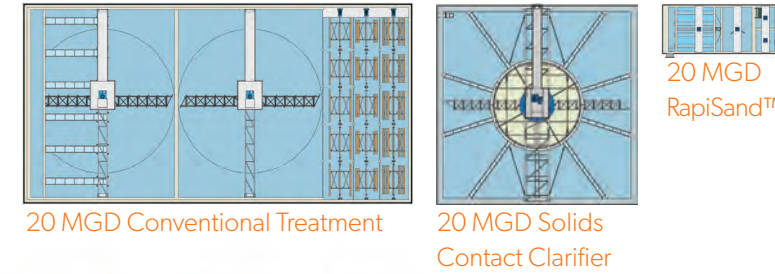 20 MGD
RapiSand™
20 MGD Conventional Treatment
20 MGD Solids
Contact Clarifier